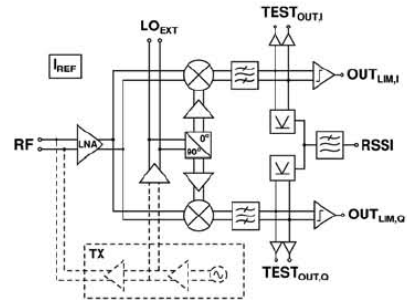 TEST_OUT,I
LO_EXT
I_REF
OUT_LIM,I
0°
RF
LNA
90°
RSSI
OUT_LIM,Q
TX
TEST_OUT,Q